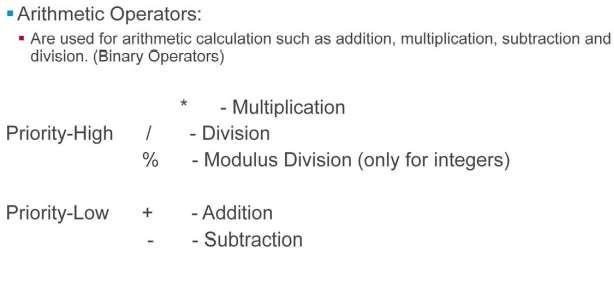 Arithmetic Operators:
Are used for arithmetic calculation such as addition, multiplication, subtraction and
division. (Binary Operators)
* - Multiplication
Priority-High / - Division
% - Modulus Division (only for integers)
Priority-Low + - Addition
- - Subtraction